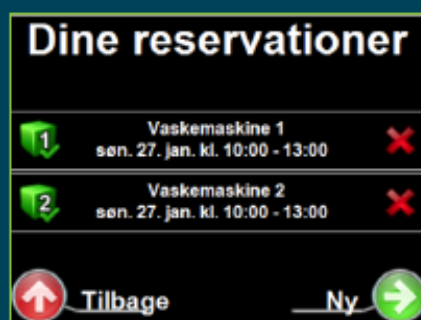 Dine reservationer
1
Vaskemaskine 1
søn. 27. jan. kl. 10:00 - 13:00
2
Vaskemaskine 2
søn. 27. jan. kl. 10:00 - 13:00
Tilbage
Ny